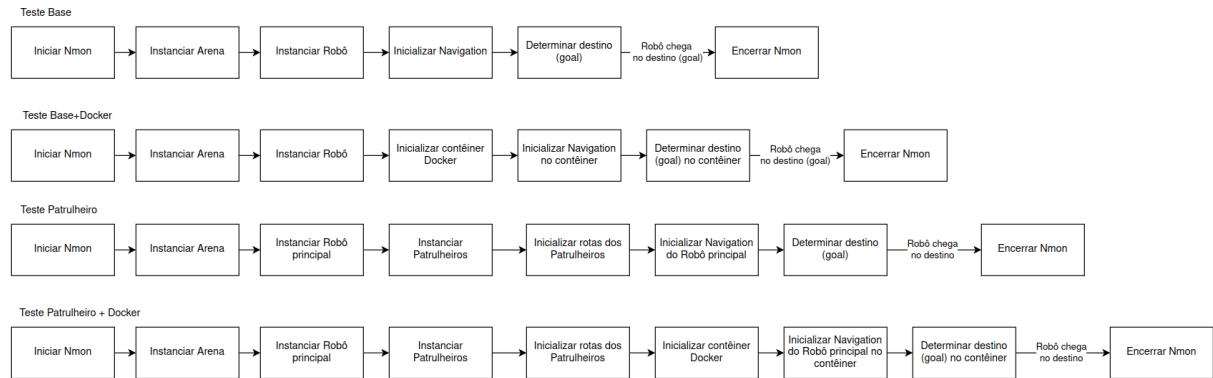 Teste Base
Iniciar Nmon
Instanciar Arena
Instanciar Robô
Inicializar Navigation
Determinar destino
(goal)
Robô chega
no destino (goal)
Encerrar Nmon
Teste Base+Docker
Iniciar Nmon
Instanciar Arena
Instanciar Robô
Inicializar contêiner
Docker
Inicializar Navigation
no contêiner
Determinar destino
(goal) no contêiner
Robô chega
no destino (goal)
Encerrar Nmon
Teste Patrulheiro
Iniciar Nmon
Instanciar Arena
Instanciar Robô
principal
Instanciar
Patrulheiros
Inicializar rotas dos
Patrulheiros
Inicializar Navigation
do Robô principal
Determinar destino
(goal)
Robô chega
no destino
Encerrar Nmon
Teste Patrulheiro + Docker
Iniciar Nmon
Instanciar Arena
Instanciar Robô
principal
Instanciar
Patrulheiros
Inicializar rotas dos
Patrulheiros
Inicializar contêiner
Docker
Inicializar Navigation
do Robô principal no
contêiner
Determinar destino
(goal) no contêiner
Robô chega
no destino
Encerrar Nmon